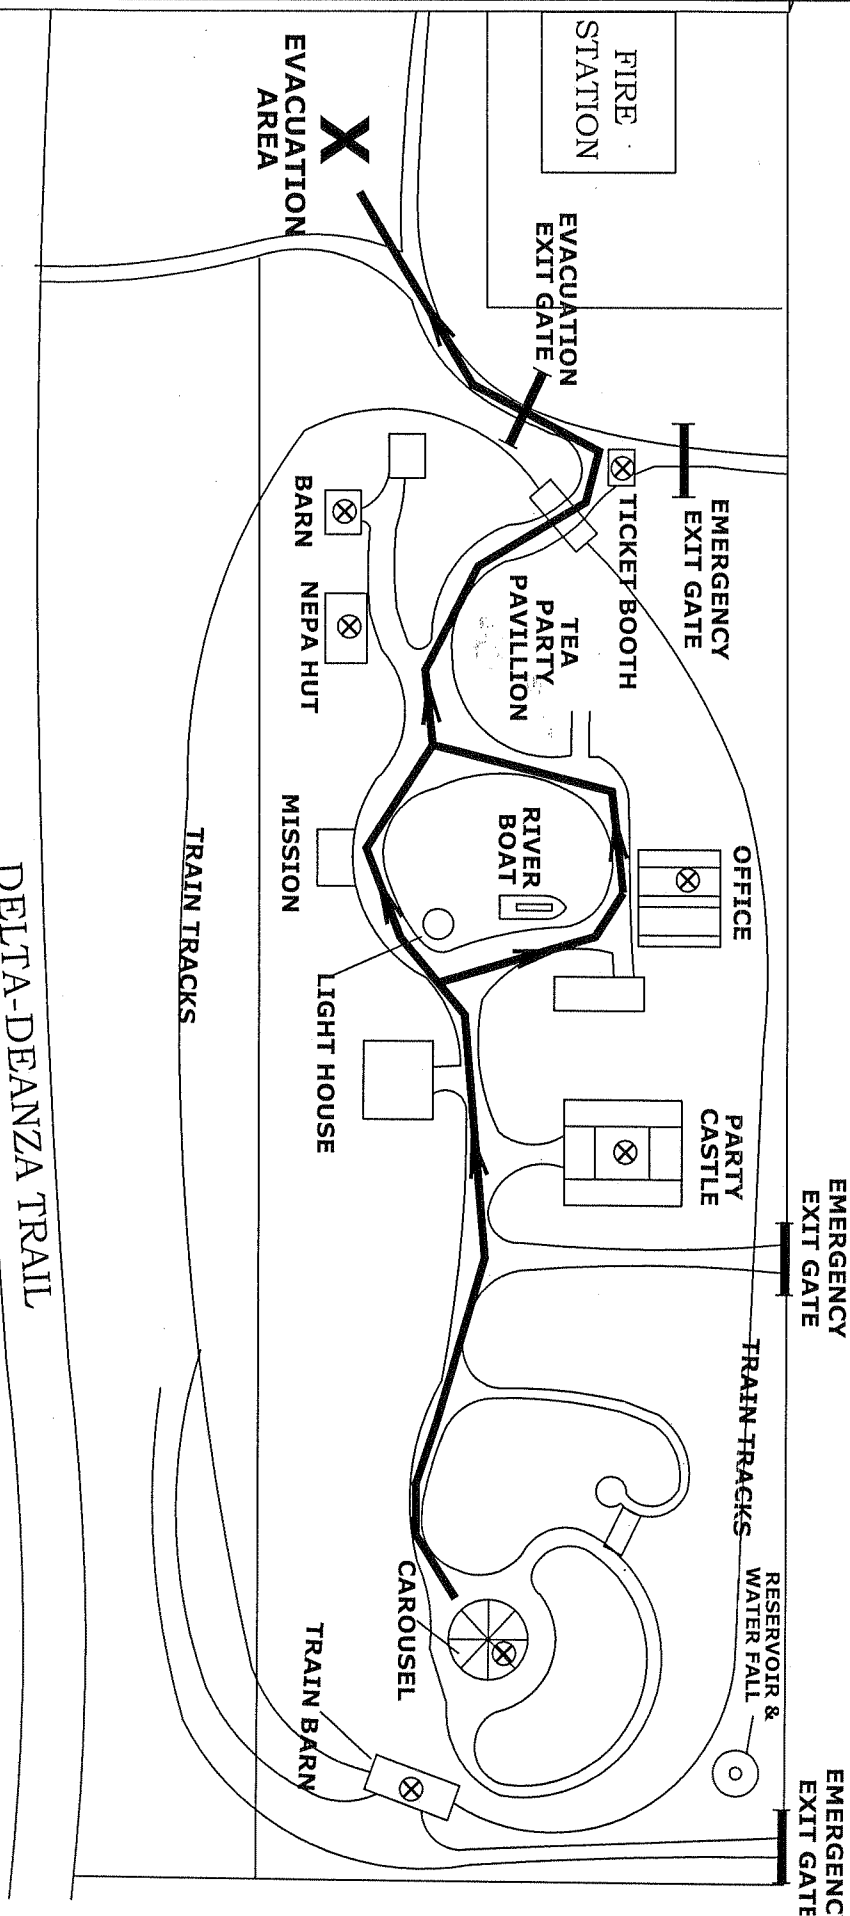 FIRE
STATION
EVACUATION
AREA
X
EVACUATION
EXIT GATE
EMERGENCY
EXIT GATE
TICKET BOOTH
BARN
NEPA HUT
TEA
PARTY
PAVILLION
MISSION
RIVER
BOAT
OFFICE
TRAIN TRACKS
LIGHT HOUSE
DELTA-DEANZA TRAIL
PARTY
CASTLE
EMERGENCY
EXIT GATE
TRAIN TRACKS
CAROUSEL
TRAIN BARN
RESERVOIR &
WATER FALL
EMERGENC
EXIT GATE